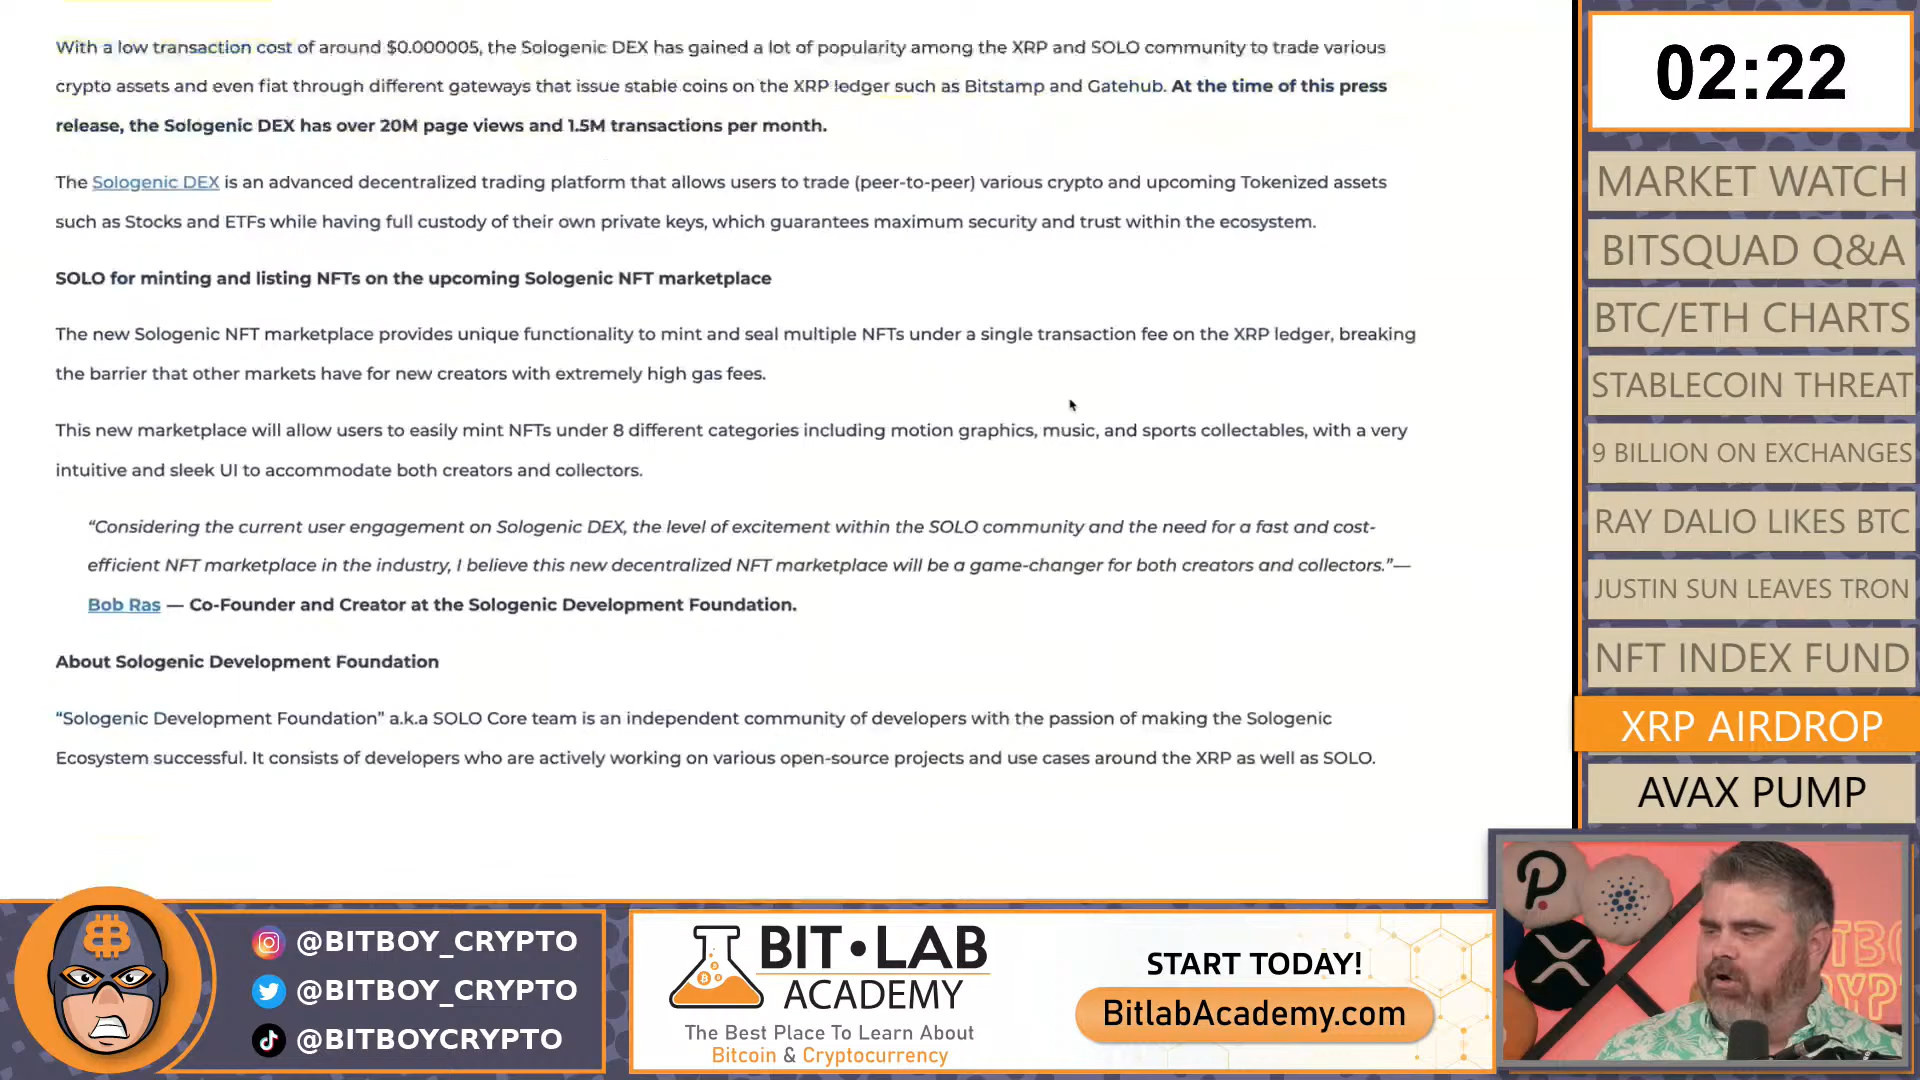 With a low transaction cost of around $0.000005, the Sologenic DEX has gained a lot of popularity among the XRP and SOLO community to trade various
crypto assets and even fiat through different gateways that issue stable coins on the XRP ledger such as Bitstamp and Gatehub. At the time of this press
release, the Sologenic DEX has over 20M page views and 1.5M transactions per month.
The Sologenic DEX is an advanced decentralized trading platform that allows users to trade (peer-to-peer) various crypto and upcoming Tokenized assets
such as Stocks and ETFs while having full custody of their own private keys, which guarantees maximum security and trust within the ecosystem.
SOLO for minting and listing NFTs on the upcoming Sologenic NFT marketplace
The new Sologenic NFT marketplace provides unique functionality to mint and seal multiple NFTs under a single transaction fee on the XRP ledger, breaking
the barrier that other markets have for new creators with extremely high gas fees.
This new marketplace will allow users to easily mint NFTs under 8 different categories including motion graphics, music, and sports collectables, with a very
intuitive and sleek UI to accommodate both creators and collectors.
“Considering the current user engagement on Sologenic DEX, the level of excitement within the SOLO community and the need for a fast and cost-
efficient NFT marketplace in the industry, I believe this new decentralized NFT marketplace will be a game-changer for both creators and collectors.”—
Bob Ras — Co-Founder and Creator at the Sologenic Development Foundation.
About Sologenic Development Foundation
“Sologenic Development Foundation” a.k.a SOLO Core team is an independent community of developers with the passion of making the Sologenic
Ecosystem successful. It consists of developers who are actively working on various open-source projects and use cases around the XRP as well as SOLO.
02:22
MARKET WATCH
BITSQUAD Q&A
BTC/ETH CHARTS
STABLECOIN THREAT
9 BILLION ON EXCHANGES
RAY DALIO LIKES BTC
JUSTIN SUN LEAVES TRON
NFT INDEX FUND
XRP AIRDROP
AVAX PUMP
@BITBOY_CRYPTO
@BITBOY_CRYPTO
@BITBOYCRYPTO
BIT•LAB
ACADEMY
The Best Place To Learn About
Bitcoin & Cryptocurrency
START TODAY!
BitlabAcademy.com